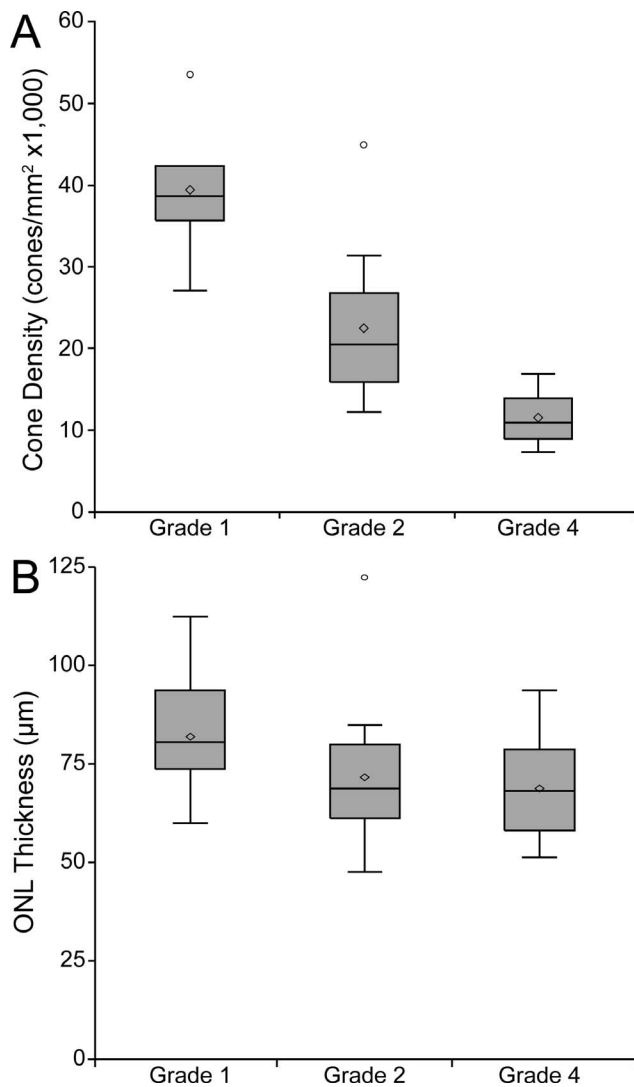 A
Cone Density (cones/mm² x1,000)
60
50
40
30
20
10
0
Grade 1
Grade 2
Grade 4
B
ONL Thickness (µm)
125
100
75
50
25
0
Grade 1
Grade 2
Grade 4